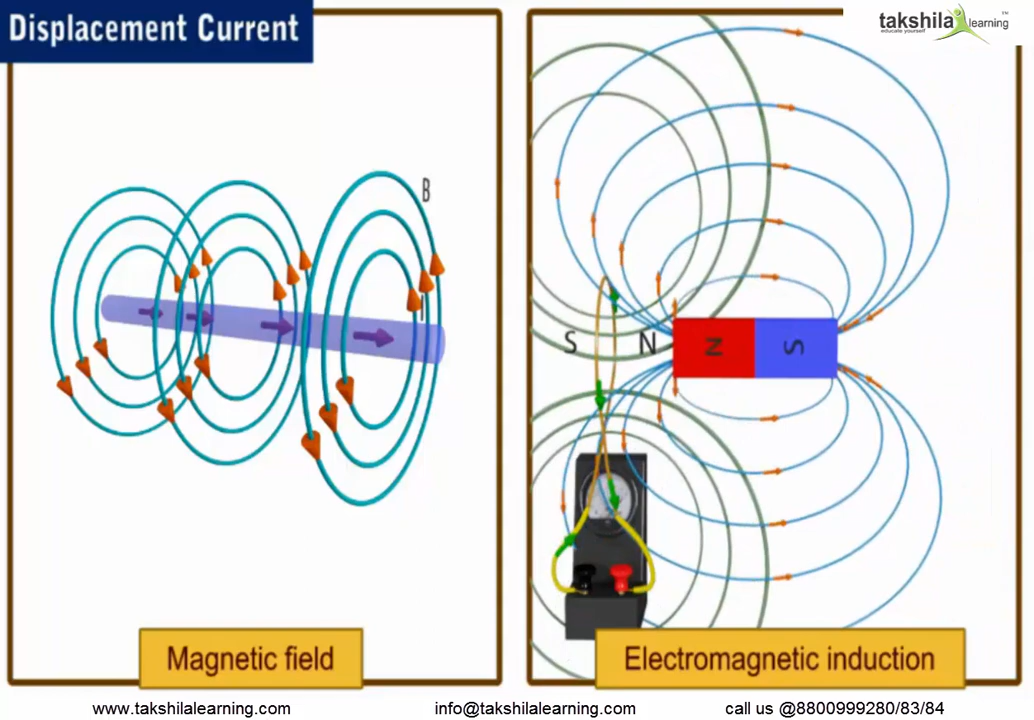 Displacement Current
takshila learning™
educate yourself
B
I
S N N S
Magnetic field
Electromagnetic induction
www.takshilalearning.com info@takshilalearning.com call us @8800999280/83/84